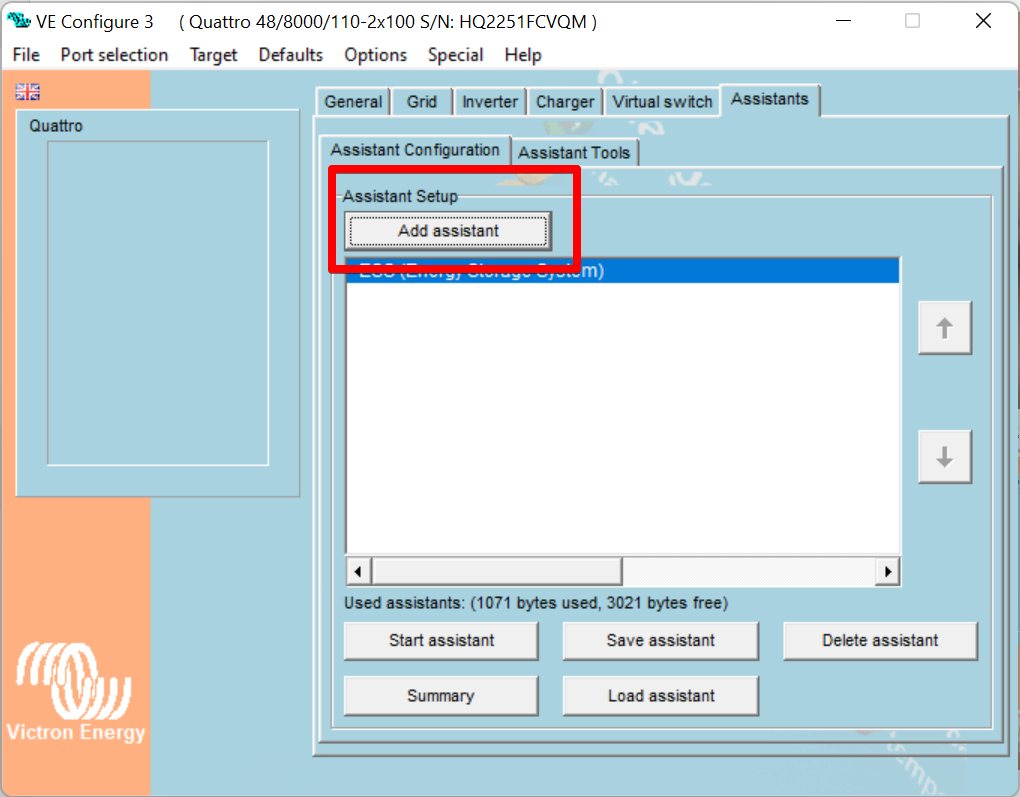 VE Configure 3 ( Quattro 48/8000/110-2x100 S/N: HQ2251FCVQM )
File Port selection Target Defaults Options Special Help
General Grid Inverter Charger Virtual switch Assistants
Quattro
Assistant Configuration Assistant Tools
Assistant Setup
Add assistant
ESS (Energy Storage System)
Used assistants: (1071 bytes used, 3021 bytes free)
Start assistant Save assistant Delete assistant
Summary Load assistant
Victron Energy
temp.